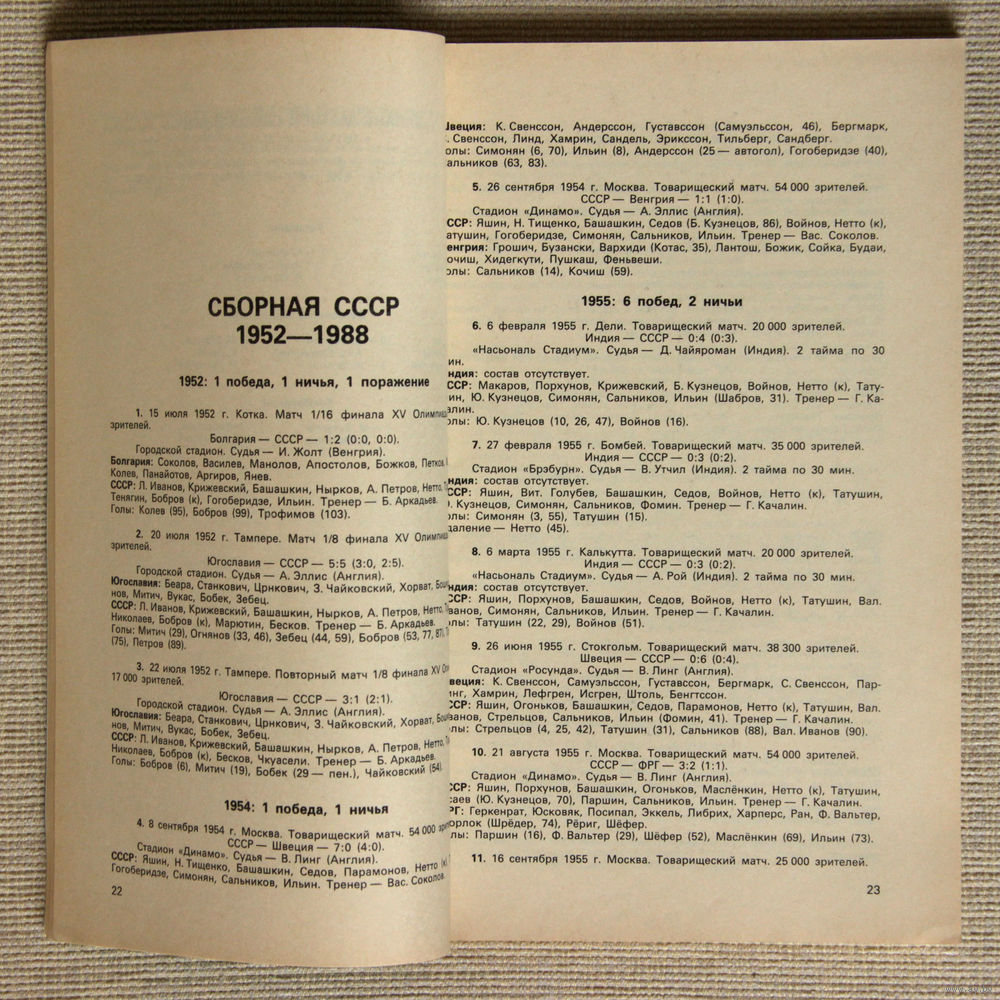 СБОРНАЯ СССР
1952—1988
1952: 1 победа, 1 ничья, 1 поражение
1. 15 июля 1952 г. Котка. Матч 1/16 финала XV
зрителей.
Болгария — СССР — 1:2 (0:0, 0:0).
Городской стадион. Судья — И. Жолт (Венгрия).
Болгария: Соколов, Василев, Манолов, Апостолов, Божков, Петков,
Колев, Панайотов, Аргиров, Янев.
СССР: Л. Иванов, Крижевский, Башашкин, Нырков, А. Петров, Нетто,
Тенягин, Бобров (к), Гогоберидзе, Ильин. Тренер — Б. Аркадьев.
Голы: Колев (95), Бобров (99), Трофимов (103).
2. 20 июля 1952 г. Тампере. Матч 1/8 финала XV
зрителей.
Югославия — СССР — 5:5 (3:0, 2:5).
Городской стадион. Судья — А. Эллис (Англия).
Югославия: Беара, Станкович, Црнкович, З. Чайковский, Хорват,
нов, Митич, Вукас, Бобек, Зебец.
СССР: Л. Иванов, Крижевский, Башашкин, Нырков, А. Петров, Нетто,
Николаев, Бобров (к), Марютин, Бесков. Тренер — Б. Аркадьев.
Голы: Митич (29), Огнянов (33, 46), Зебец (44, 59), Бобров (53, 77, 87),
(75), Петров (89).
3. 22 июля 1952 г. Тампере. Повторный матч 1/8 финала XV
17 000 зрителей.
Югославия — СССР — 3:1 (2:1).
Городской стадион. Судья — А. Эллис (Англия).
Югославия: Беара, Станкович, Црнкович, З. Чайковский, Хорват,
нов, Митич, Вукас, Бобек, Зебец.
СССР: Л. Иванов, Крижевский, Башашкин, Нырков, А. Петров, Нетто,
Николаев, Бобров (к), Бесков, Чкуасели. Тренер — Б. Аркадьев.
Голы: Бобров (6), Митич (19), Бобек (29 — пен.), Чайковский (54).
1954: 1 победа, 1 ничья
4. 8 сентября 1954 г. Москва. Товарищеский матч. 54 000
СССР — Швеция — 7:0 (4:0).
Стадион «Динамо». Судья — В. Линг (Англия).
СССР: Яшин, Н. Тищенко, Башашкин, Седов, Парамонов, Нетто (к),
Гогоберидзе, Симонян, Сальников, Ильин. Тренер — Вас. Соколов.
22
Швеция: К. Свенссон, Андерссон, Густавссон (Самуэльссон, 46), Бергмарк,
. Свенссон, Линд, Хамрин, Сандель, Эрикссон, Тильберг, Сандберг.
олы: Симонян (6, 70), Ильин (8), Андерссон (25 — автогол), Гогоберидзе (40),
альников (63, 83).
5. 26 сентября 1954 г. Москва. Товарищеский матч. 54 000 зрителей.
СССР — Венгрия — 1:1 (1:0).
Стадион «Динамо». Судья — А. Эллис (Англия).
ССР: Яшин, Н. Тищенко, Башашкин, Седов (Б. Кузнецов, 86), Войнов, Нетто (к),
атушин, Гогоберидзе, Симонян, Сальников, Ильин. Тренер — Вас. Соколов.
енгрия: Грошич, Бузански, Вархиди (Котас, 35), Лантош, Божик, Сойка, Будаи,
очиш, Хидегкути, Пушкаш, Феньвеши.
олы: Сальников (14), Кочиш (59).
1955: 6 побед, 2 ничьи
6. 6 февраля 1955 г. Дели. Товарищеский матч. 20 000 зрителей.
Индия — СССР — 0:4 (0:3).
«Насьональ Стадиум». Судья — Д. Чайяроман (Индия). 2 тайма по 30
ин.
ндия: состав отсутствует.
ССР: Макаров, Порхунов, Крижевский, Б. Кузнецов, Войнов, Нетто (к), Тату-
ин, Ю. Кузнецов, Симонян, Сальников, Ильин (Шабров, 31). Тренер — Г. Ка-
алин.
олы: Ю. Кузнецов (10, 26, 47), Войнов (16).
7. 27 февраля 1955 г. Бомбей. Товарищеский матч. 35 000 зрителей.
Индия — СССР — 0:3 (0:2).
Стадион «Брэбурн». Судья — В. Утчил (Индия). 2 тайма по 30 мин.
ндия: состав отсутствует.
ССР: Яшин, Вит. Голубев, Башашкин, Седов, Войнов, Нетто (к), Татушин,
. Кузнецов, Симонян, Сальников, Фомин. Тренер — Г. Качалин.
олы: Симонян (3, 55), Татушин (15).
даление — Нетто (45).
8. 6 марта 1955 г. Калькутта. Товарищеский матч. 20 000 зрителей.
Индия — СССР — 0:3 (0:2).
«Насьональ Стадиум». Судья — А. Рой (Индия). 2 тайма по 30 мин.
ндия: состав отсутствует.
ССР: Яшин, Порхунов, Башашкин, Седов, Войнов, Нетто (к), Татушин, Вал.
ванов, Симонян, Сальников, Ильин. Тренер — Г. Качалин.
олы: Татушин (22, 29), Войнов (51).
9. 26 июня 1955 г. Стокгольм. Товарищеский матч. 38 300 зрителей.
Швеция — СССР — 0:6 (0:4).
Стадион «Росунда». Судья — В. Линг (Англия).
веция: К. Свенссон, Самуэльссон, Густавссон, Бергмарк, С. Свенссон, Пар-
инг, Хамрин, Лефгрен, Исгрен, Штоль, Бенгтссон.
ССР: Яшин, Огоньков, Башашкин, Седов, Парамонов, Нетто (к), Татушин, Вал.
ванов, Стрельцов, Сальников, Ильин (Фомин, 41). Тренер — Г. Качалин.
олы: Стрельцов (4, 25, 42), Татушин (31), Сальников (88), Вал. Иванов (90).
10. 21 августа 1955 г. Москва. Товарищеский матч. 54 000 зрителей.
СССР — ФРГ — 3:2 (1:1).
Стадион «Динамо». Судья — В. Линг (Англия).
ССР: Яшин, Порхунов, Башашкин, Огоньков, Маслёнкин, Нетто (к), Татушин,
саев (Ю. Кузнецов, 70), Паршин, Сальников, Ильин. Тренер — Г. Качалин.
РГ: Геркенрат, Юсковяк, Посипал, Эккель, Либрих, Харперс, Ран, Ф. Вальтер,
орлок (Шрёдер, 74), Рёриг, Шёфер.
лы: Паршин (16), Ф. Вальтер (29), Шёфер (52), Маслёнкин (69), Ильин (73).
11. 16 сентября 1955 г. Москва. Товарищеский матч. 25 000 зрителей.
23